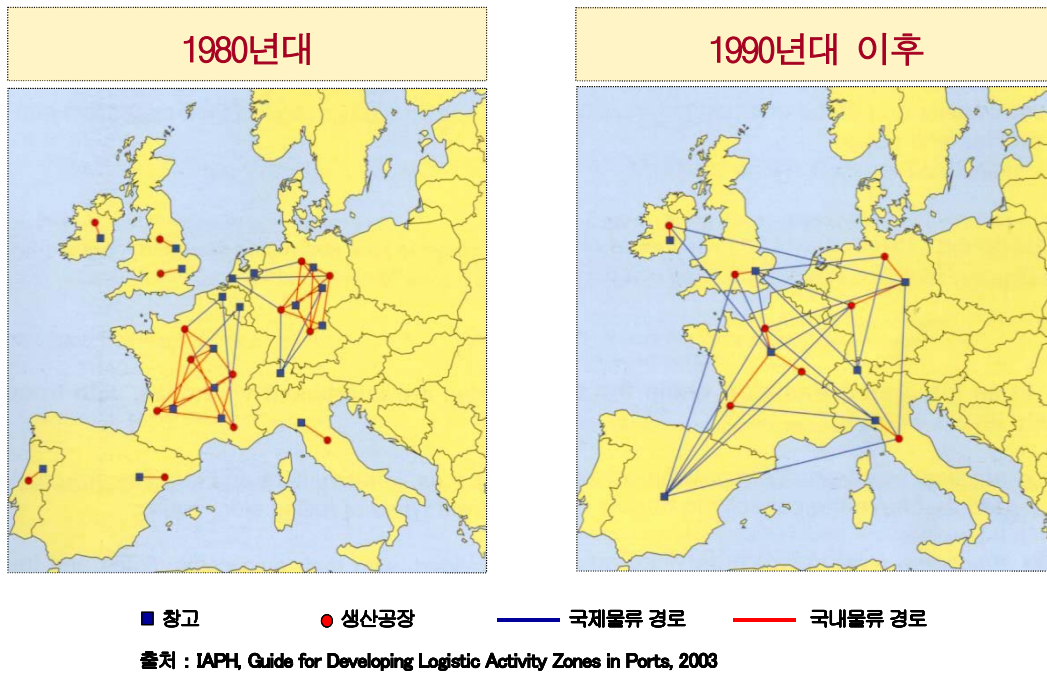 1980년대
1990년대 이후
창고
생산공장
국제물류 경로
국내물류 경로
출처 : IAPH, Guide for Developing Logistic Activity Zones in Ports, 2003